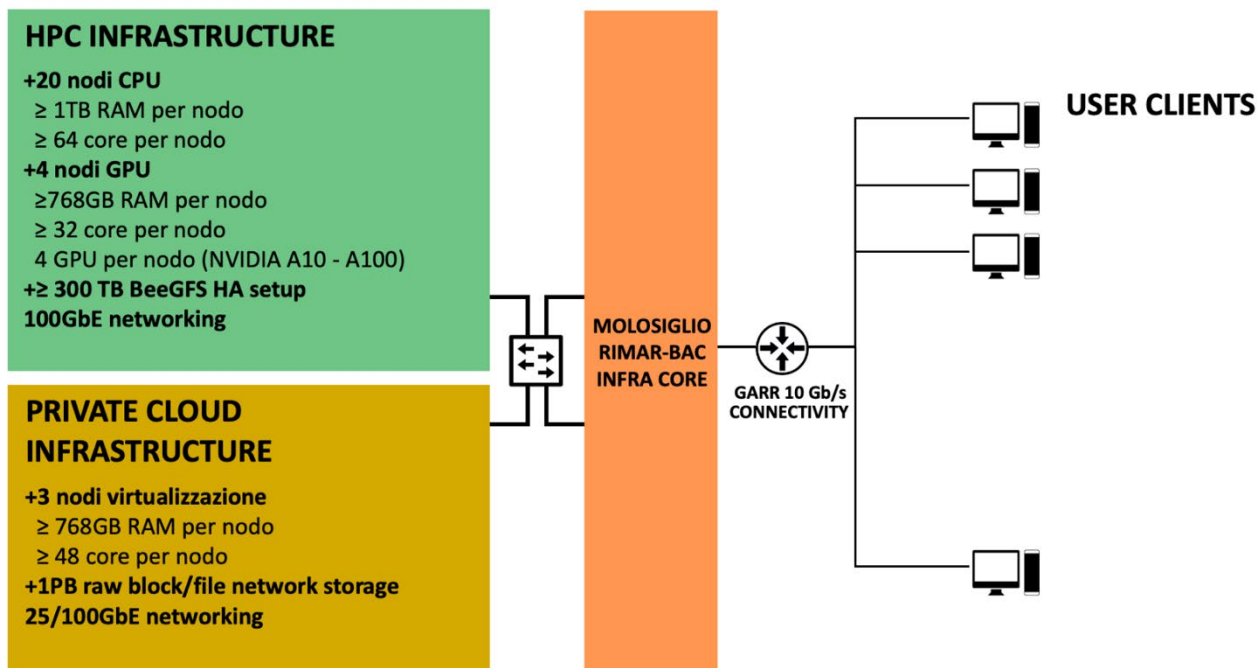 HPC INFRASTRUCTURE
+20 nodi CPU
≥ 1TB RAM per nodo
≥ 64 core per nodo
+4 nodi GPU
≥768GB RAM per nodo
≥ 32 core per nodo
4 GPU per nodo (NVIDIA A10 - A100)
+≥ 300 TB BeeGFS HA setup
100GbE networking
PRIVATE CLOUD
INFRASTRUCTURE
+3 nodi virtualizzazione
≥ 768GB RAM per nodo
≥ 48 core per nodo
+1PB raw block/file network storage
25/100GbE networking
MOLOSIGLIO
RIMAR-BAC
INFRA CORE
GARR 10 Gb/s
CONNECTIVITY
USER CLIENTS